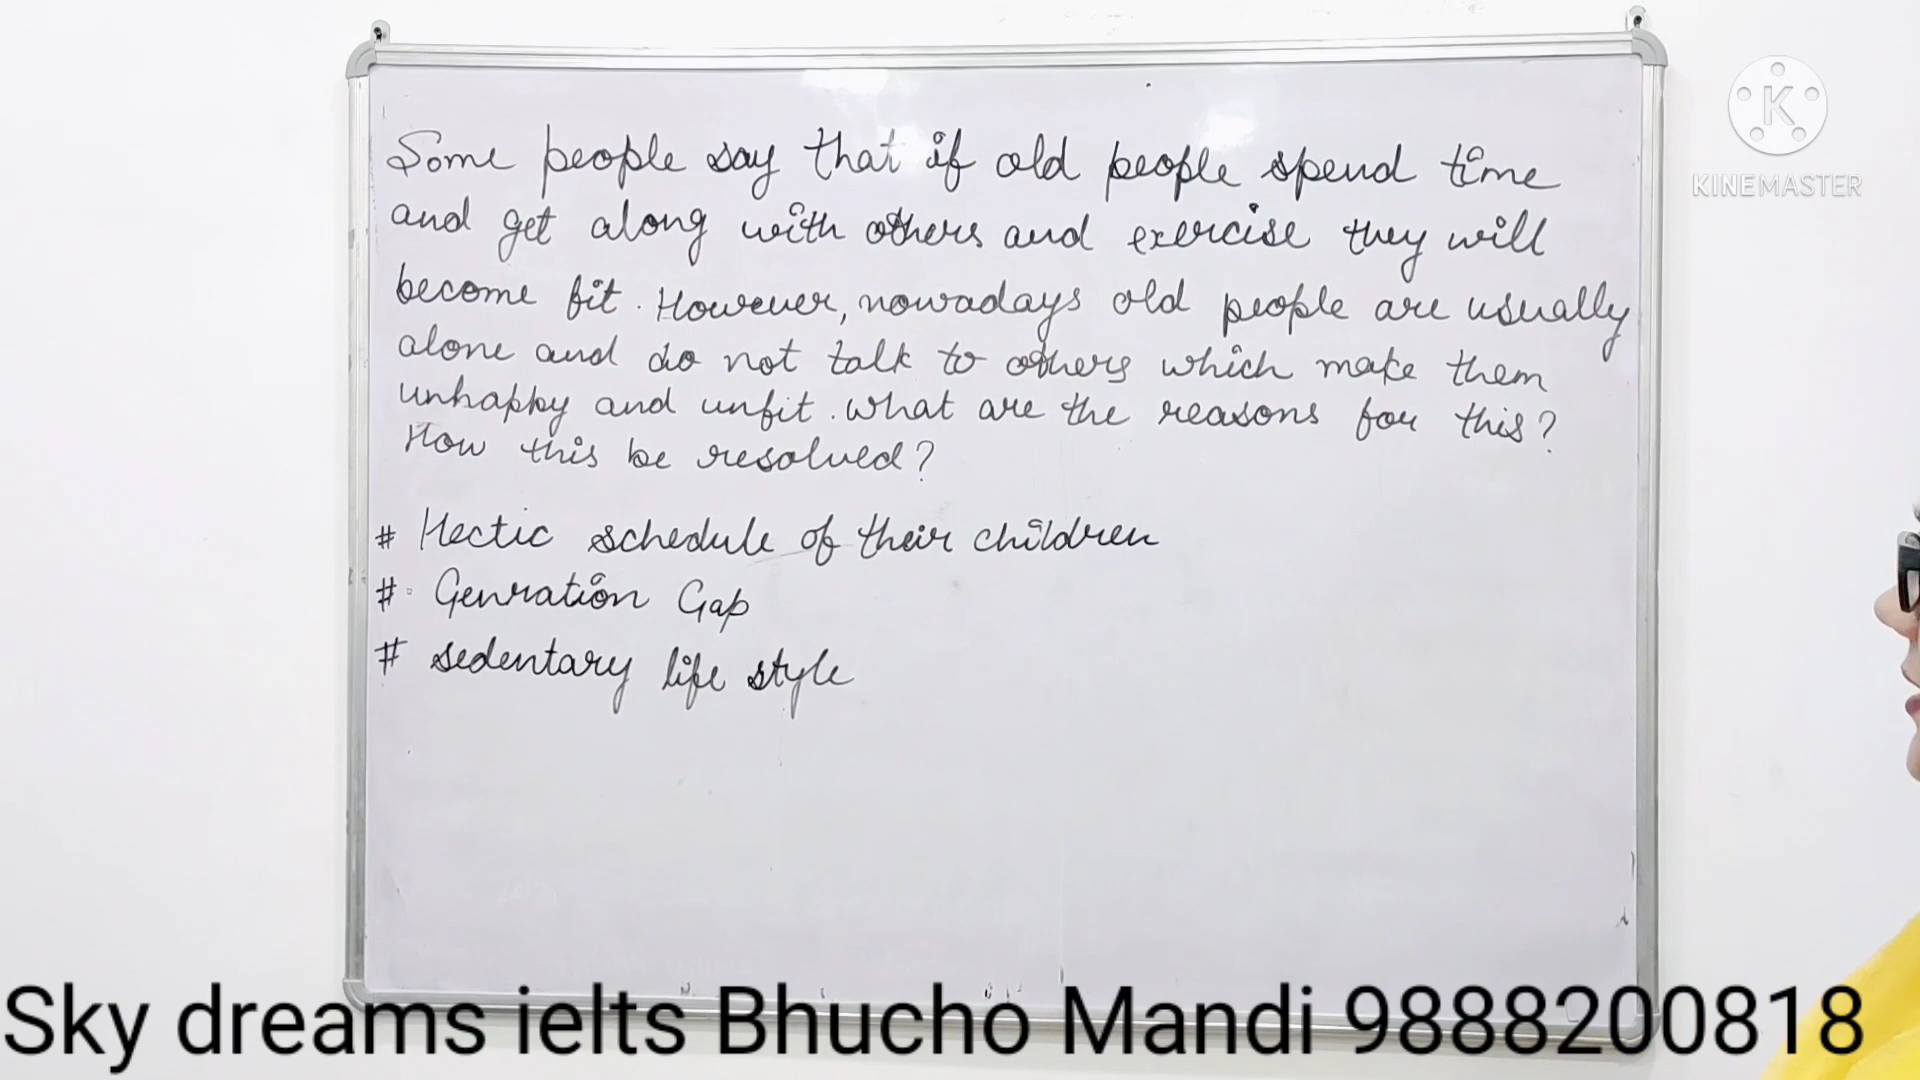 Some people say that if old people spend time
and get along with others and exercise they will
become fit. However, nowadays old people are usually
alone and do not talk to others which make them
unhappy and unfit. What are the reasons for this?
How this be resolved?
# Hectic schedule of their children
# Genration Gap
# sedentary life style
K
KINEMASTER
Sky dreams ielts Bhucho Mandi 9888200818